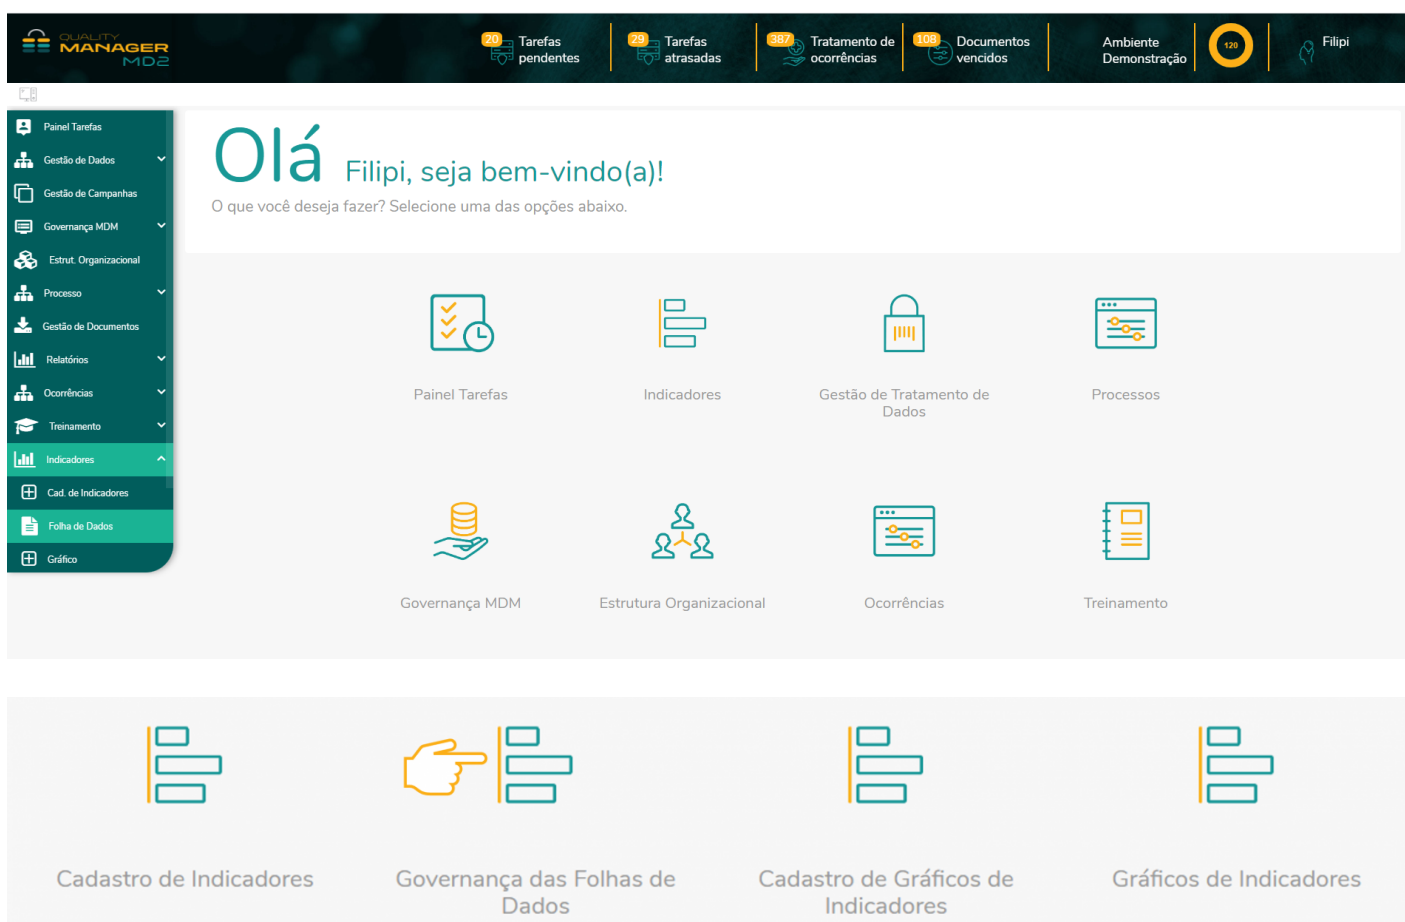 QUALITY
MANAGER
MD2
20
Tarefas
pendentes
29
Tarefas
atrasadas
387
Tratamento de
ocorrências
108
Documentos
vencidos
Ambiente
Demonstração
120
Filipi
Painel Tarefas
Gestão de Dados
Gestão de Campanhas
Governança MDM
Estrut. Organizacional
Processo
Gestão de Documentos
Relatórios
Ocorrências
Treinamento
Indicadores
Cad. de Indicadores
Folha de Dados
Gráfico
Olá Filipi, seja bem-vindo(a)!
O que você deseja fazer? Selecione uma das opções abaixo.
Painel Tarefas
Indicadores
Gestão de Tratamento de
Dados
Processos
Governança MDM
Estrutura Organizacional
Ocorrências
Treinamento
Cadastro de Indicadores
Governança das Folhas de
Dados
Cadastro de Gráficos de
Indicadores
Gráficos de Indicadores